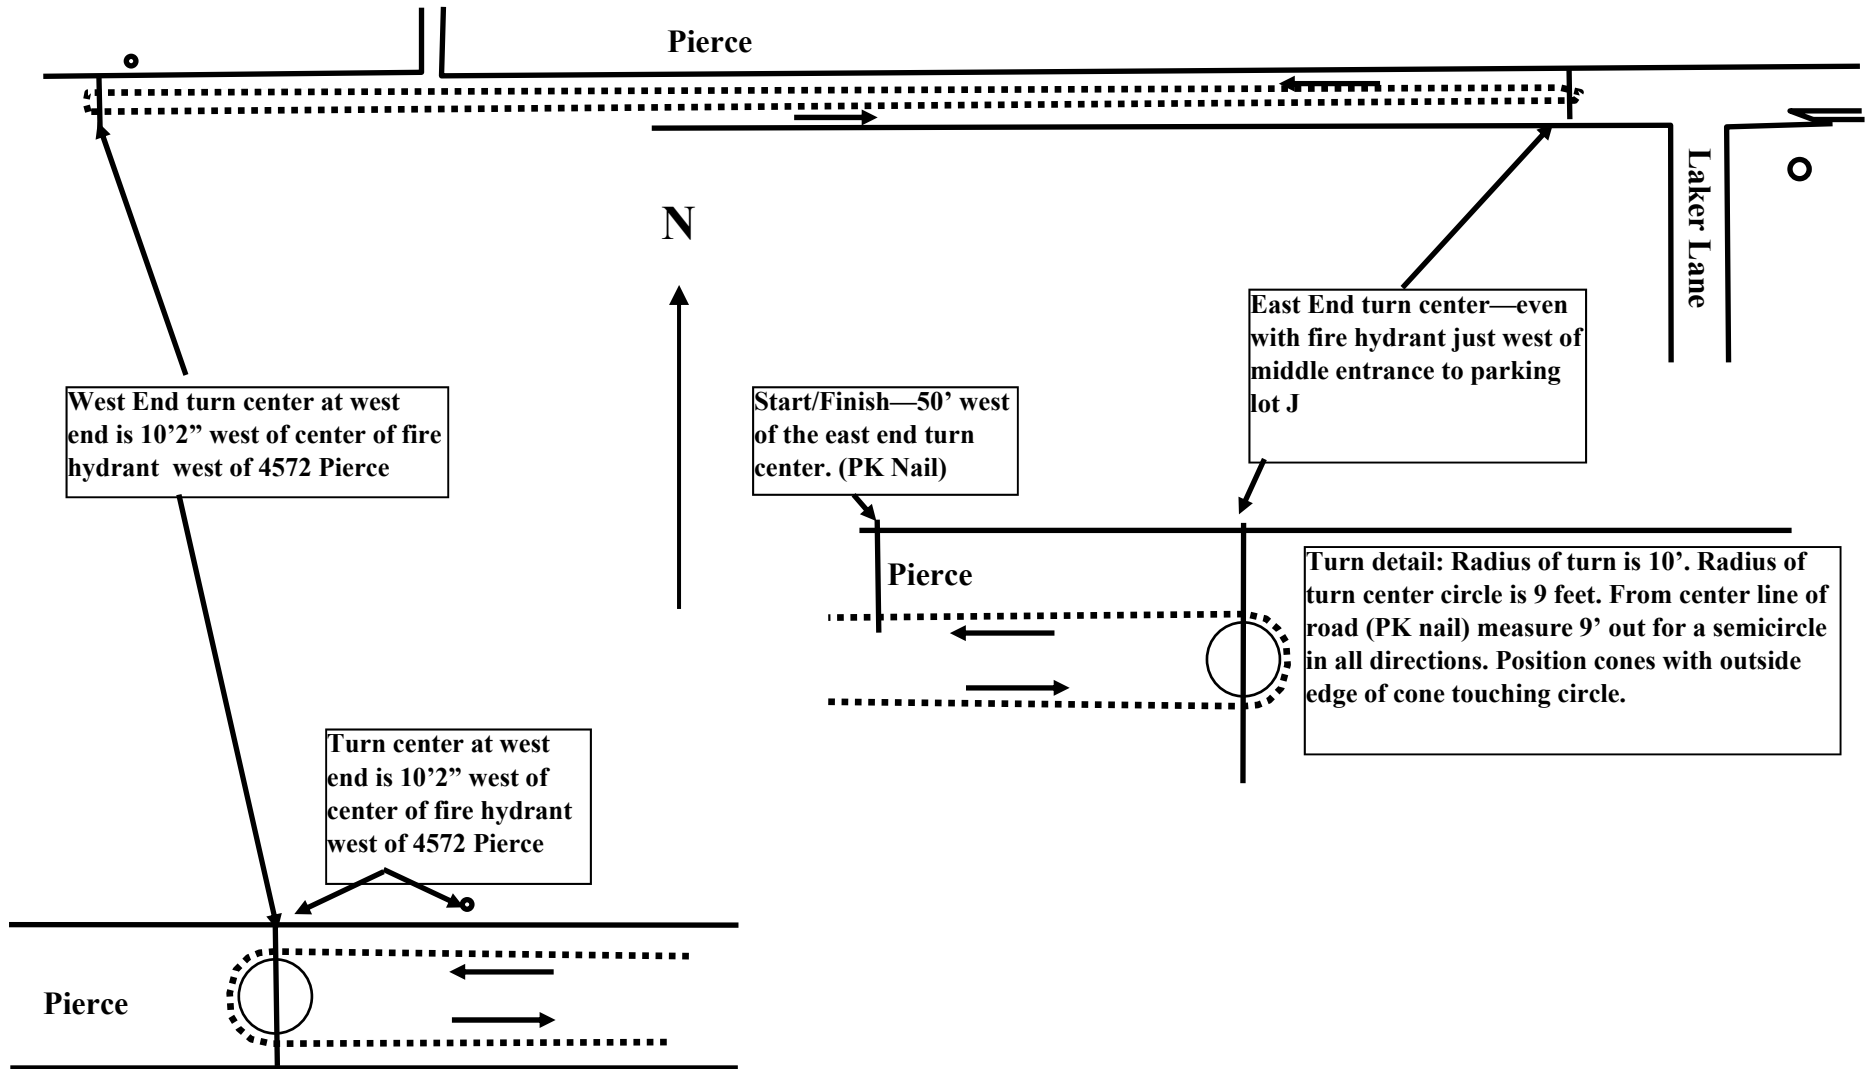 Pierce
N
Laker Lane
East End turn center—even
with fire hydrant just west of
middle entrance to parking
lot J
West End turn center at west
end is 10’2” west of center of fire
hydrant west of 4572 Pierce
Start/Finish—50’ west
of the east end turn
center. (PK Nail)
Pierce
Turn detail: Radius of turn is 10’. Radius of
turn center circle is 9 feet. From center line of
road (PK nail) measure 9’ out for a semicircle
in all directions. Position cones with outside
edge of cone touching circle.
Turn center at west
end is 10’2” west of
center of fire hydrant
west of 4572 Pierce
Pierce